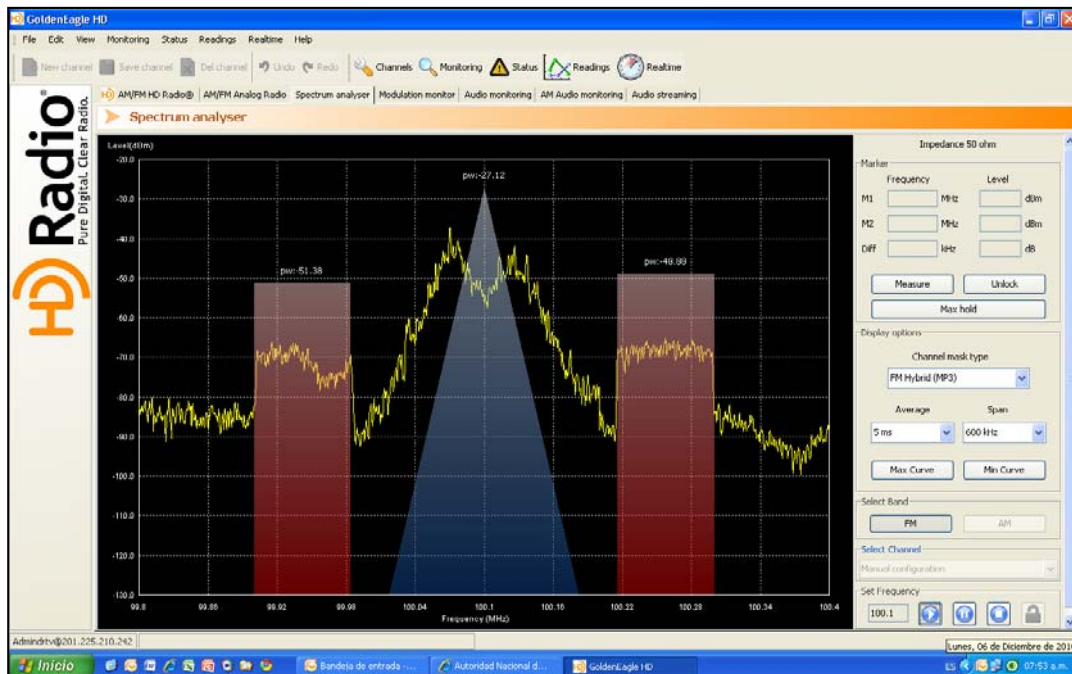 GoldenEagle HD
File Edit View Monitoring Status Readings Realtime Help
New channel Save channel Del channel Undo Redo Channels Monitoring Status Readings Realtime
AM/FM HD Radio® AM/FM Analog Radio Spectrum analyser Modulation monitor Audio monitoring AM Audio monitoring Audio streaming
Spectrum analyser
HD Radio
Pure Digital. Clear Radio.
Level(dBm)
-20.0
-30.0
-40.0
-50.0
-60.0
-70.0
-80.0
-90.0
-100.0
-110.0
-120.0
-130.0
pwr:-27.12
pwr:-51.38
pwr:-48.88
99.8 99.86 99.92 99.98 100.04 100.1 100.16 100.22 100.28 100.34 100.4
Frequency (MHz)
Impedance 50 ohm
Marker
Frequency Level
M1 MHz dBm
M2 MHz dBm
Diff kHz dB
Measure Unlock
Max hold
Display options
Channel mask type
FM Hybrid (MP3)
Average Span
5 ms 600 kHz
Max Curve Min Curve
Select Band
FM AM
Select Channel
Manual configuration
Set Frequency
100.1
Admindrtv@201.225.210.242
Lunes, 06 de Diciembre de 201
Inicio Bandeja de entrada -... Autoridad Nacional d... GoldenEagle HD ES 07:53 a.m.